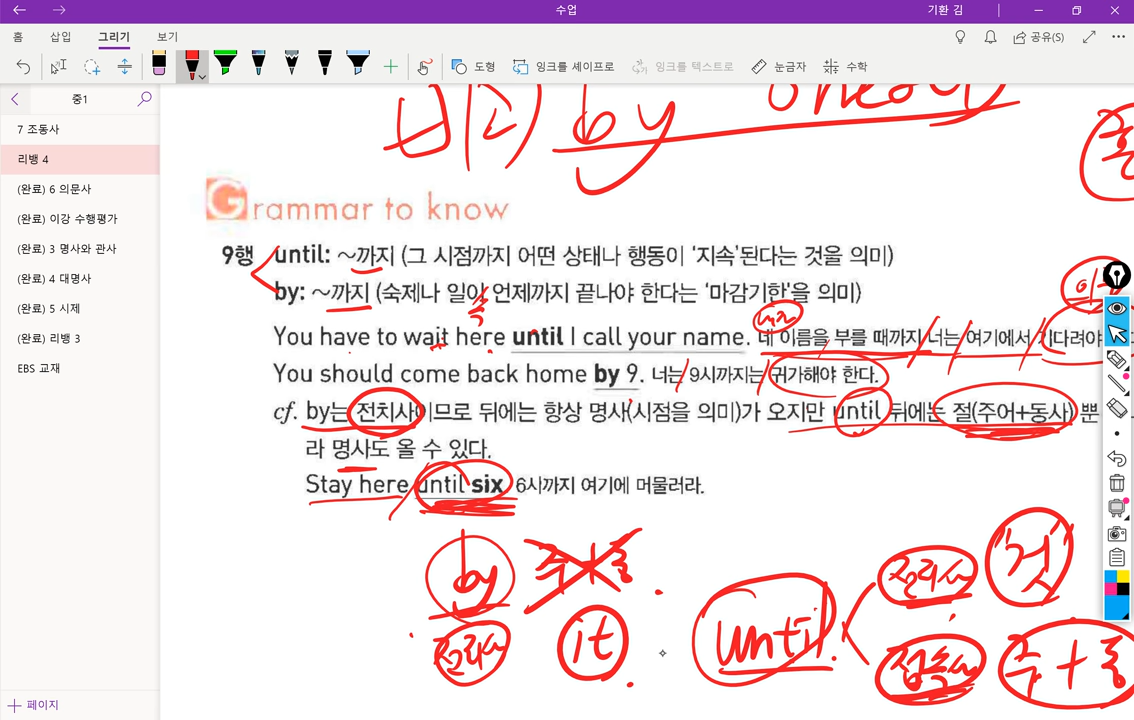 수업
기환 김
홈 삽입 그리기 보기
공유(S)
도형 잉크를 셰이프로 잉크를 텍스트로 눈금자 수학
중1
7 조동사
리뱅 4
(완료) 6 의문사
(완료) 이강 수행평가
(완료) 3 명사와 관사
(완료) 4 대명사
(완료) 5 시제
(완료) 리뱅 3
EBS 교재
페이지
by
Grammar to know
9행 until: ~까지 (그 시점까지 어떤 상태나 행동이 '지속'된다는 것을 의미)
by: ~까지 (숙제나 일이 언제까지 끝나야 한다는 '마감기한'을 의미)
을
You have to wait here until I call your name. 네 이름을 부를 때까지 너는 여기에서 기다려야
You should come back home by 9. 너는 9시까지는 귀가해야 한다.
cf. by는 전치사이므로 뒤에는 항상 명사(시점을 의미)가 오지만 until 뒤에는 절(주어+동사) 뿐
라 명사도 올 수 있다.
Stay here until six 6시까지 여기에 머물러라.
by 주+동 전치사 '것'
전치사 it until 접속사 주+동